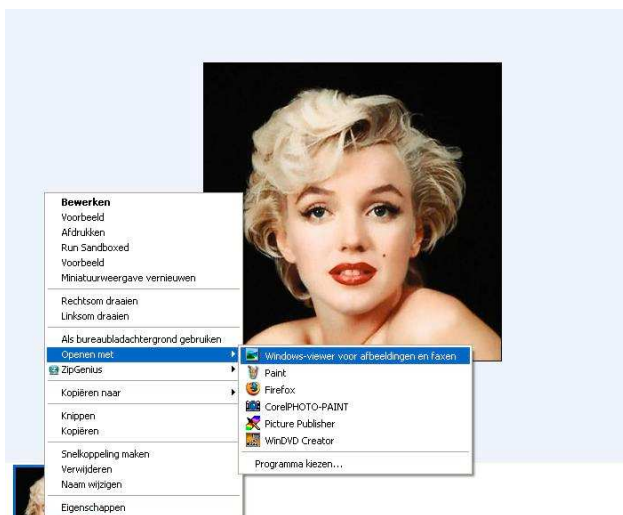 Bewerken
Voorbeeld
Afdrukken
Run Sandboxed
Voorbeeld
Miniatuurweergave vernieuwen
Rechtsom draaien
Linksom draaien
Als bureaubladachtergrond gebruiken
Openen met
ZipGenius
Kopiëren naar
Knippen
Kopiëren
Snelkoppeling maken
Verwijderen
Naam wijzigen
Eigenschappen
Windows-viewer voor afbeeldingen en faxen
Paint
Firefox
CorelPHOTO-PAINT
Picture Publisher
WinDVD Creator
Programma kiezen...